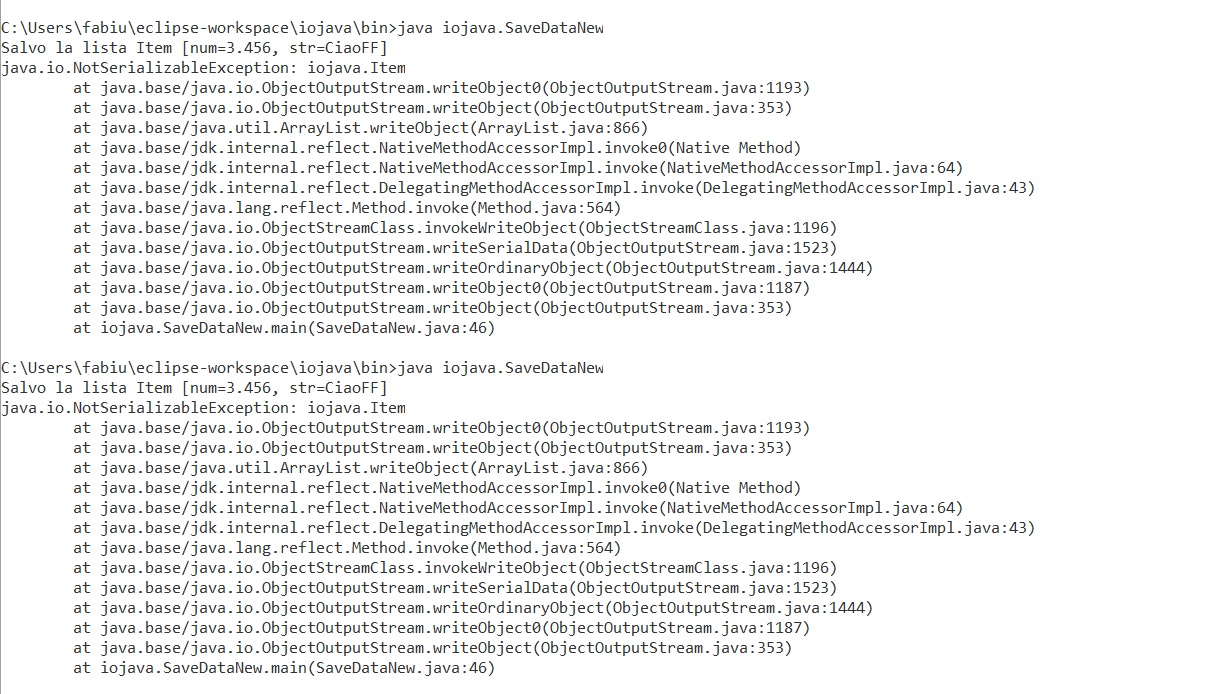 C:\Users\fabiu\eclipse-workspace\iojava\bin>java iojava.SaveDataNew
Salvo la lista Item [num=3.456, str=CiaoFF]
java.io.NotSerializableException: iojava.Item
        at java.base/java.io.ObjectOutputStream.writeObject0(ObjectOutputStream.java:1193)
        at java.base/java.io.ObjectOutputStream.writeObject(ObjectOutputStream.java:353)
        at java.base/java.util.ArrayList.writeObject(ArrayList.java:866)
        at java.base/jdk.internal.reflect.NativeMethodAccessorImpl.invoke0(Native Method)
        at java.base/jdk.internal.reflect.NativeMethodAccessorImpl.invoke(NativeMethodAccessorImpl.java:64)
        at java.base/jdk.internal.reflect.DelegatingMethodAccessorImpl.invoke(DelegatingMethodAccessorImpl.java:43)
        at java.base/java.lang.reflect.Method.invoke(Method.java:564)
        at java.base/java.io.ObjectStreamClass.invokeWriteObject(ObjectStreamClass.java:1196)
        at java.base/java.io.ObjectOutputStream.writeSerialData(ObjectOutputStream.java:1523)
        at java.base/java.io.ObjectOutputStream.writeOrdinaryObject(ObjectOutputStream.java:1444)
        at java.base/java.io.ObjectOutputStream.writeObject0(ObjectOutputStream.java:1187)
        at java.base/java.io.ObjectOutputStream.writeObject(ObjectOutputStream.java:353)
        at iojava.SaveDataNew.main(SaveDataNew.java:46)

C:\Users\fabiu\eclipse-workspace\iojava\bin>java iojava.SaveDataNew
Salvo la lista Item [num=3.456, str=CiaoFF]
java.io.NotSerializableException: iojava.Item
        at java.base/java.io.ObjectOutputStream.writeObject0(ObjectOutputStream.java:1193)
        at java.base/java.io.ObjectOutputStream.writeObject(ObjectOutputStream.java:353)
        at java.base/java.util.ArrayList.writeObject(ArrayList.java:866)
        at java.base/jdk.internal.reflect.NativeMethodAccessorImpl.invoke0(Native Method)
        at java.base/jdk.internal.reflect.NativeMethodAccessorImpl.invoke(NativeMethodAccessorImpl.java:64)
        at java.base/jdk.internal.reflect.DelegatingMethodAccessorImpl.invoke(DelegatingMethodAccessorImpl.java:43)
        at java.base/java.lang.reflect.Method.invoke(Method.java:564)
        at java.base/java.io.ObjectStreamClass.invokeWriteObject(ObjectStreamClass.java:1196)
        at java.base/java.io.ObjectOutputStream.writeSerialData(ObjectOutputStream.java:1523)
        at java.base/java.io.ObjectOutputStream.writeOrdinaryObject(ObjectOutputStream.java:1444)
        at java.base/java.io.ObjectOutputStream.writeObject0(ObjectOutputStream.java:1187)
        at java.base/java.io.ObjectOutputStream.writeObject(ObjectOutputStream.java:353)
        at iojava.SaveDataNew.main(SaveDataNew.java:46)